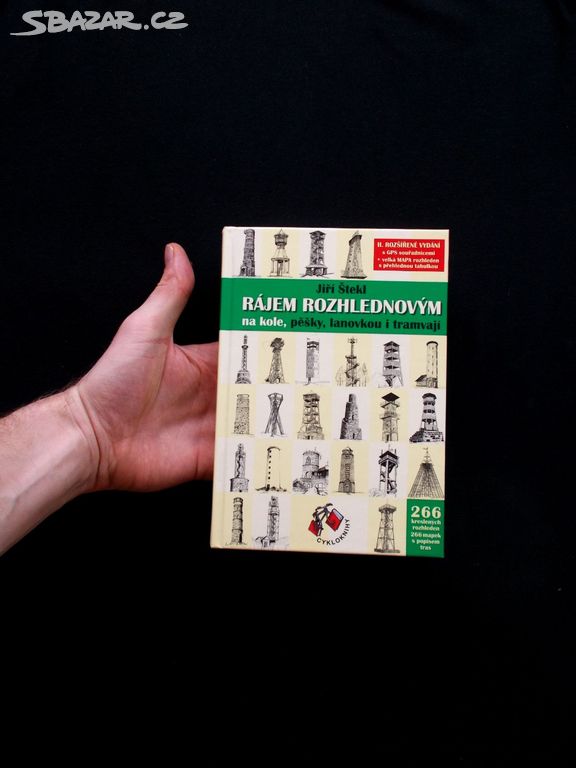 SBAZAR.CZ
II. ROZŠÍŘENÉ VYDÁNÍ
s GPS souřadnicemi
+ velká MAPA rozhleden
s přehlednou tabulkou
Jiří Štekl
RÁJEM ROZHLEDNOVÝM
na kole, pěšky, lanovkou i tramvají
CYKLOKNIHY
266
kreslených
rozhleden
266 mapek
s popisem
tras